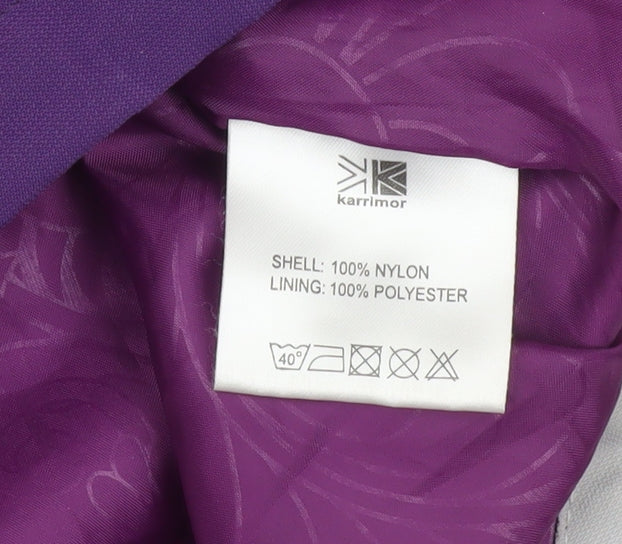 karrimor
SHELL: 100% NYLON
LINING: 100% POLYESTER
40°